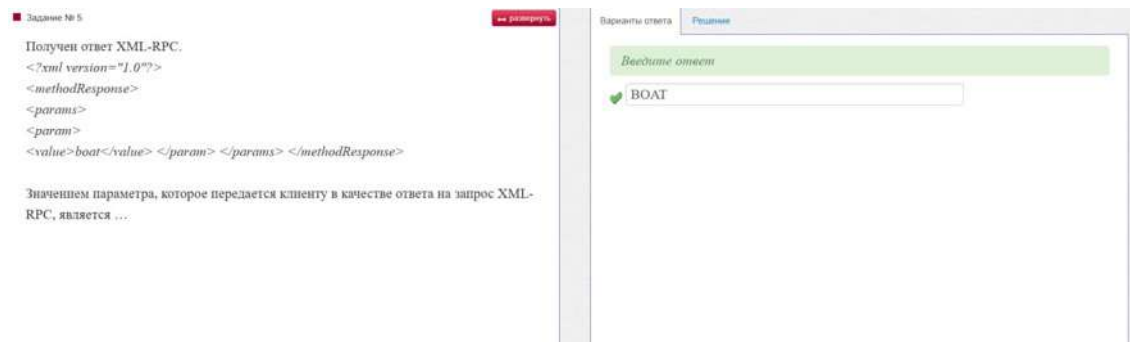 Задание № 5
развернуть
Получен ответ XML-RPC.
<?xml version="1.0"?>
<methodResponse>
<params>
<param>
<value>boat</value> </param> </params> </methodResponse>
Значением параметра, которое передается клиенту в качестве ответа на запрос XML-
RPC, является …
Варианты ответа
Решение
Введите ответ
BOAT